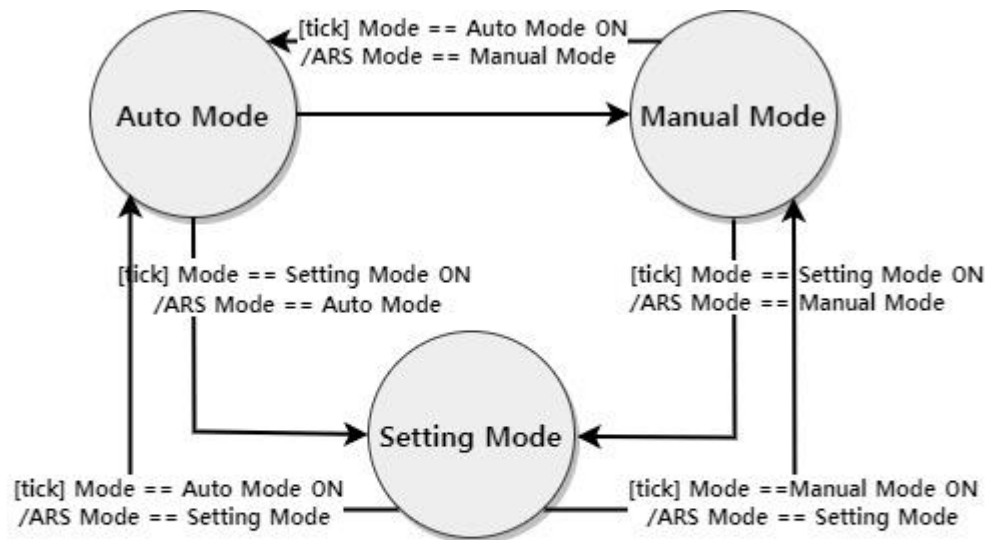 [tick] Mode == Auto Mode ON
/ARS Mode == Manual Mode
Auto Mode
Manual Mode
[tick] Mode == Setting Mode ON
/ARS Mode == Auto Mode
[tick] Mode == Setting Mode ON
/ARS Mode == Manual Mode
Setting Mode
[tick] Mode == Auto Mode ON
/ARS Mode == Setting Mode
[tick] Mode ==Manual Mode ON
/ARS Mode == Setting Mode